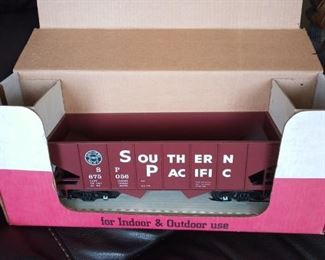 SOUTHERN
PACIFIC
S P
675 056
for Indoor & Outdoor use